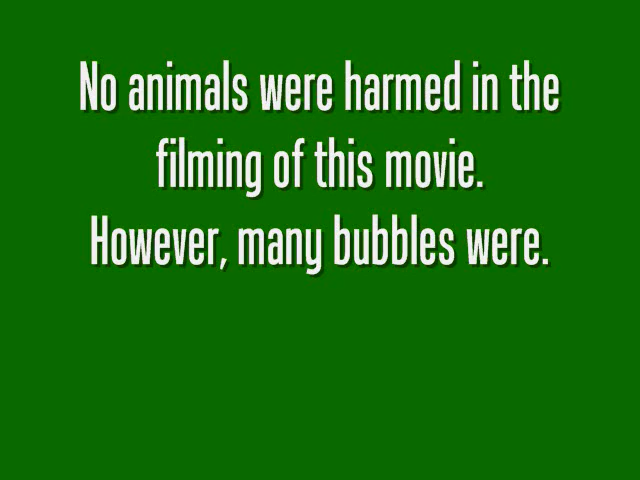 No animals were harmed in the
filming of this movie.
However, many bubbles were.